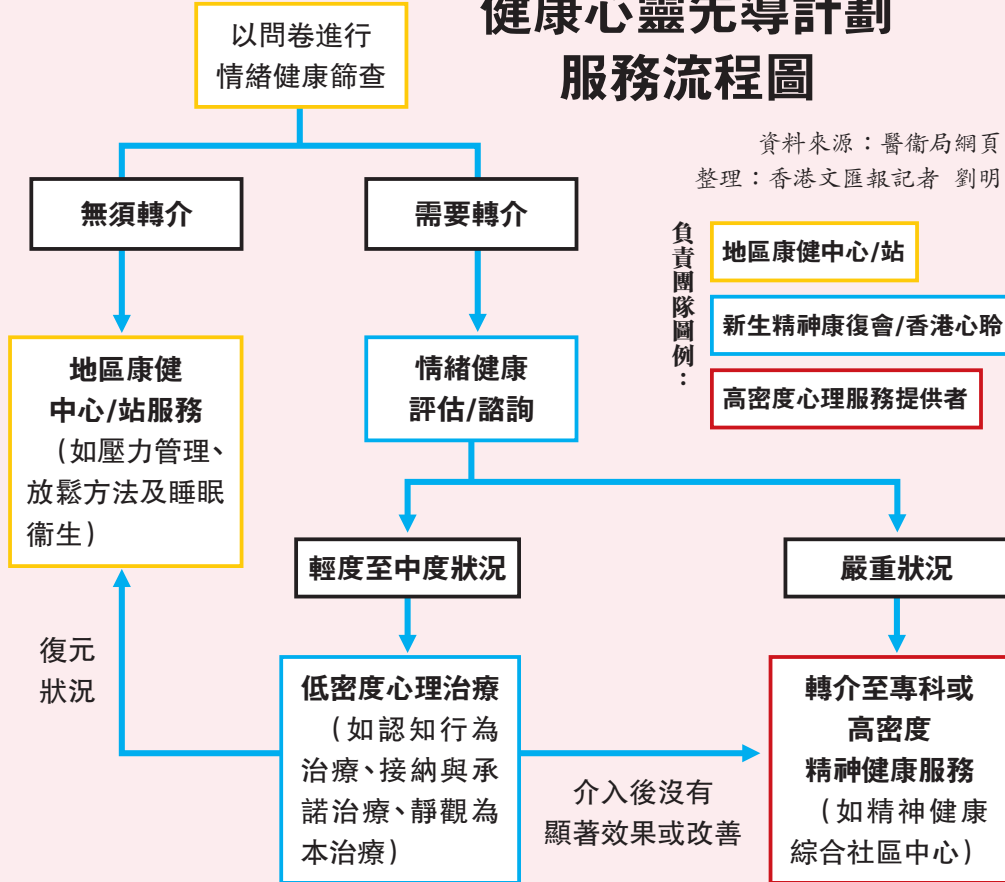 健康心靈先導計劃
服務流程圖
資料來源：醫衞局網頁
整理：香港文匯報記者 劉明
以問卷進行
情緒健康篩查
無須轉介
需要轉介
負責團隊圖例：
地區康健中心/站
新生精神康復會/香港心聆
高密度心理服務提供者
地區康健
中心/站服務
（如壓力管理、
放鬆方法及睡眠
衞生）
情緒健康
評估/諮詢
輕度至中度狀況
嚴重狀況
復元
狀況
低密度心理治療
（如認知行為
治療、接納與承
諾治療、靜觀為
本治療）
介入後沒有
顯著效果或改善
轉介至專科或
高密度
精神健康服務
（如精神健康
綜合社區中心）